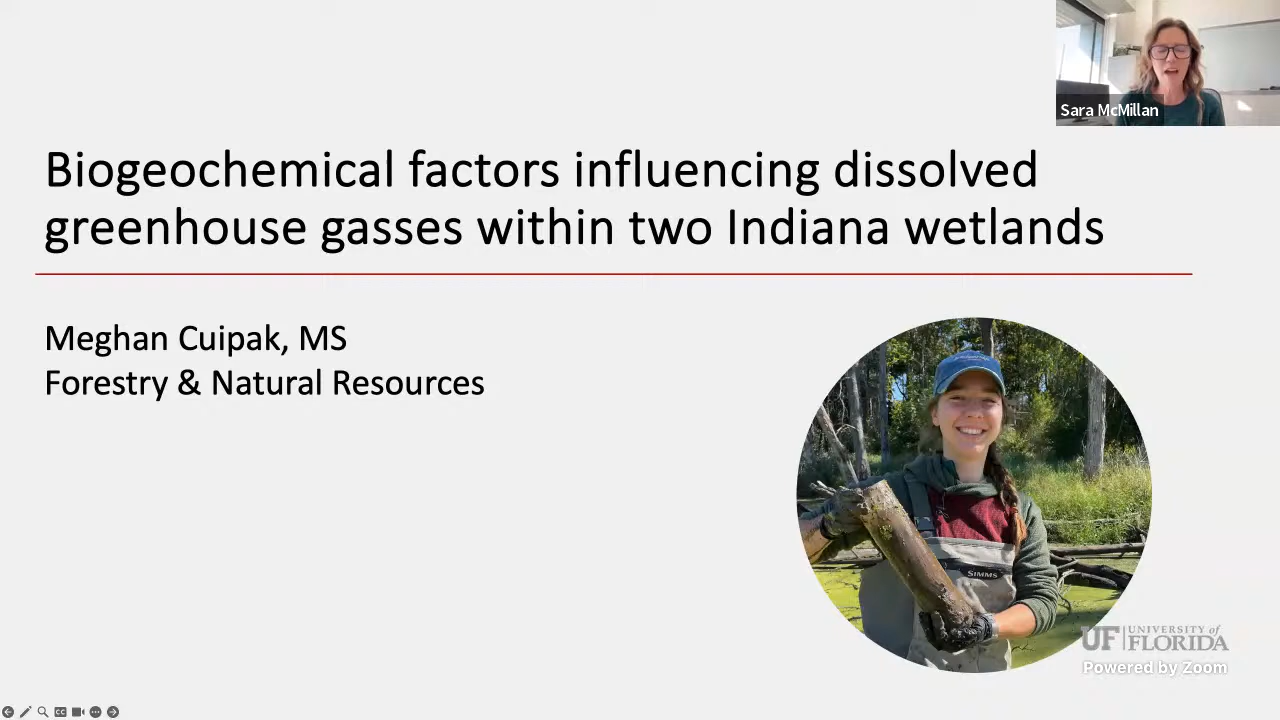 Sara McMillan
Biogeochemical factors influencing dissolved
greenhouse gasses within two Indiana wetlands
Meghan Cuipak, MS
Forestry & Natural Resources
SIMMS
UF | UNIVERSITY of
FLORIDA
Powered by Zoom
CC